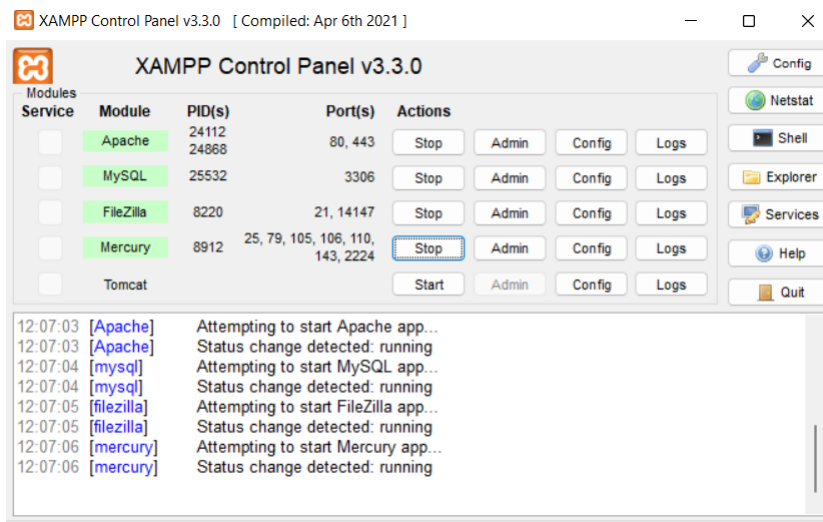 XAMPP Control Panel v3.3.0 [ Compiled: Apr 6th 2021 ]
XAMPP Control Panel v3.3.0
Config
Modules
Service Module PID(s) Port(s) Actions
Netstat
Apache 24112 24868 80, 443 Stop Admin Config Logs
Shell
MySQL 25532 3306 Stop Admin Config Logs
Explorer
FileZilla 8220 21, 14147 Stop Admin Config Logs
Services
Mercury 8912 25, 79, 105, 106, 110, 143, 2224 Stop Admin Config Logs
Help
Tomcat Start Admin Config Logs
Quit
12:07:03 [Apache] Attempting to start Apache app...
12:07:03 [Apache] Status change detected: running
12:07:04 [mysql] Attempting to start MySQL app...
12:07:04 [mysql] Status change detected: running
12:07:05 [filezilla] Attempting to start FileZilla app...
12:07:05 [filezilla] Status change detected: running
12:07:06 [mercury] Attempting to start Mercury app...
12:07:06 [mercury] Status change detected: running